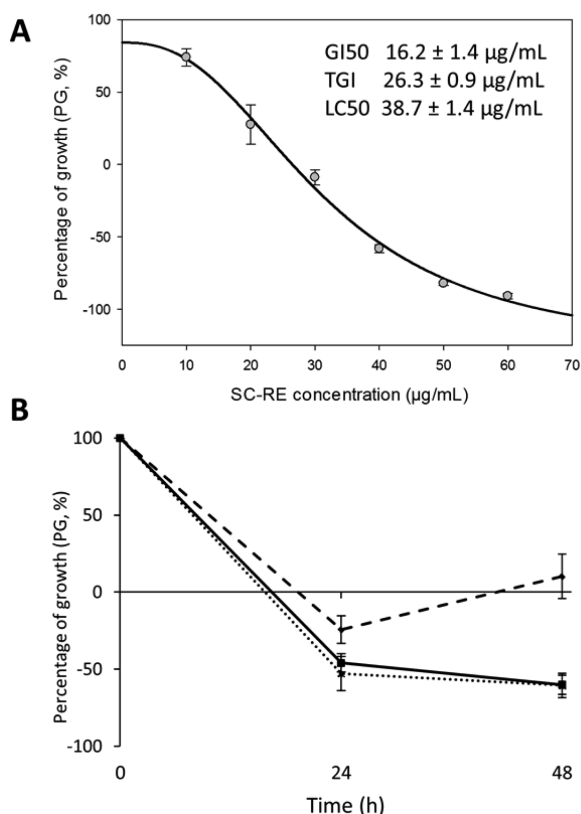 A
GI50 16.2 ± 1.4 µg/mL
TGI 26.3 ± 0.9 µg/mL
LC50 38.7 ± 1.4 µg/mL
Percentage of growth (PG, %)
100
50
0
-50
-100
0 10 20 30 40 50 60 70
SC-RE concentration (µg/mL)
B
Percentage of growth (PG, %)
100
50
0
-50
-100
0 24 48
Time (h)